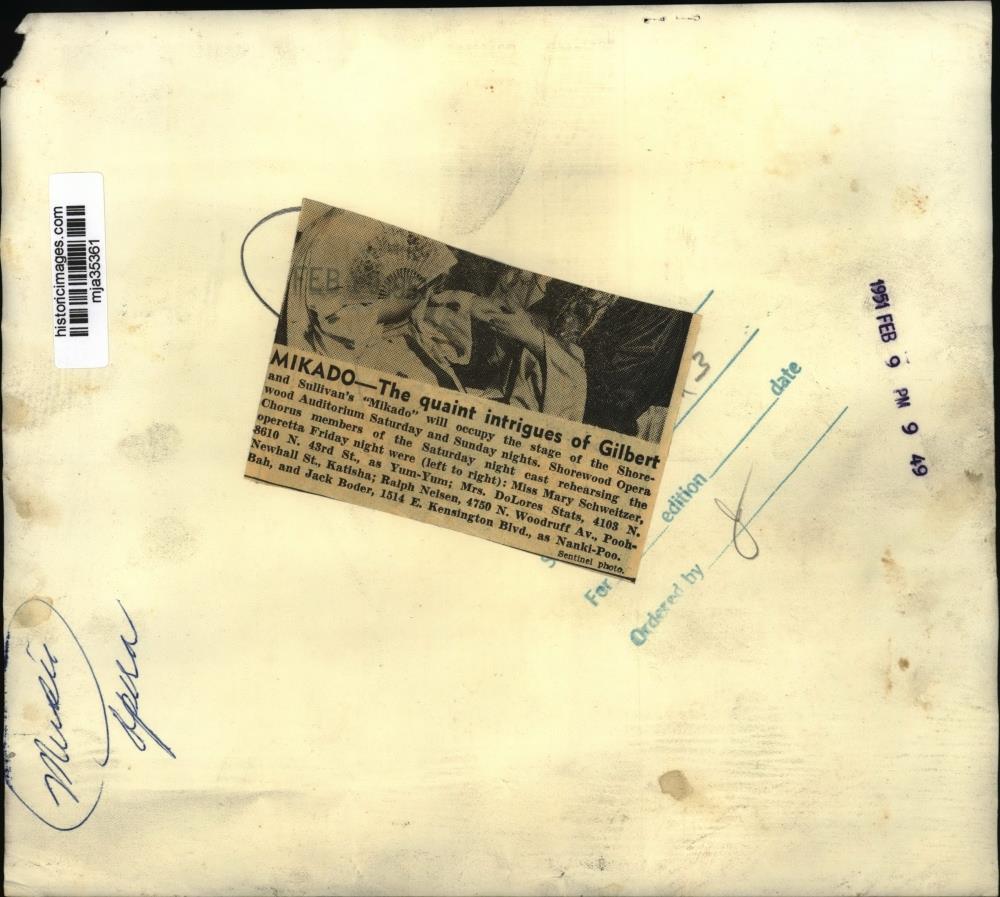 historicimages.com
mja35361
FEB
MIKADO—The quaint intrigues of Gilbert
and Sullivan's "Mikado" will occupy the stage of the Shore-
wood Auditorium Saturday and Sunday nights. Shorewood Opera
Chorus members of the Saturday night cast rehearsing the
operetta Friday night were (left to right): Miss Mary Schweitzer,
8610 N. 43rd St., as Yum-Yum; Mrs. DoLores Stats, 4103 N.
Newhall St., Katisha; Ralph Nelsen, 4750 N. Woodruff Av., Pooh-
Bah, and Jack Boder, 1514 E. Kensington Blvd., as Nanki-Poo.
Sentinel photo.
3
For edition date
Ordered by
1951 FEB 9 PM 9 49
Music
Opera